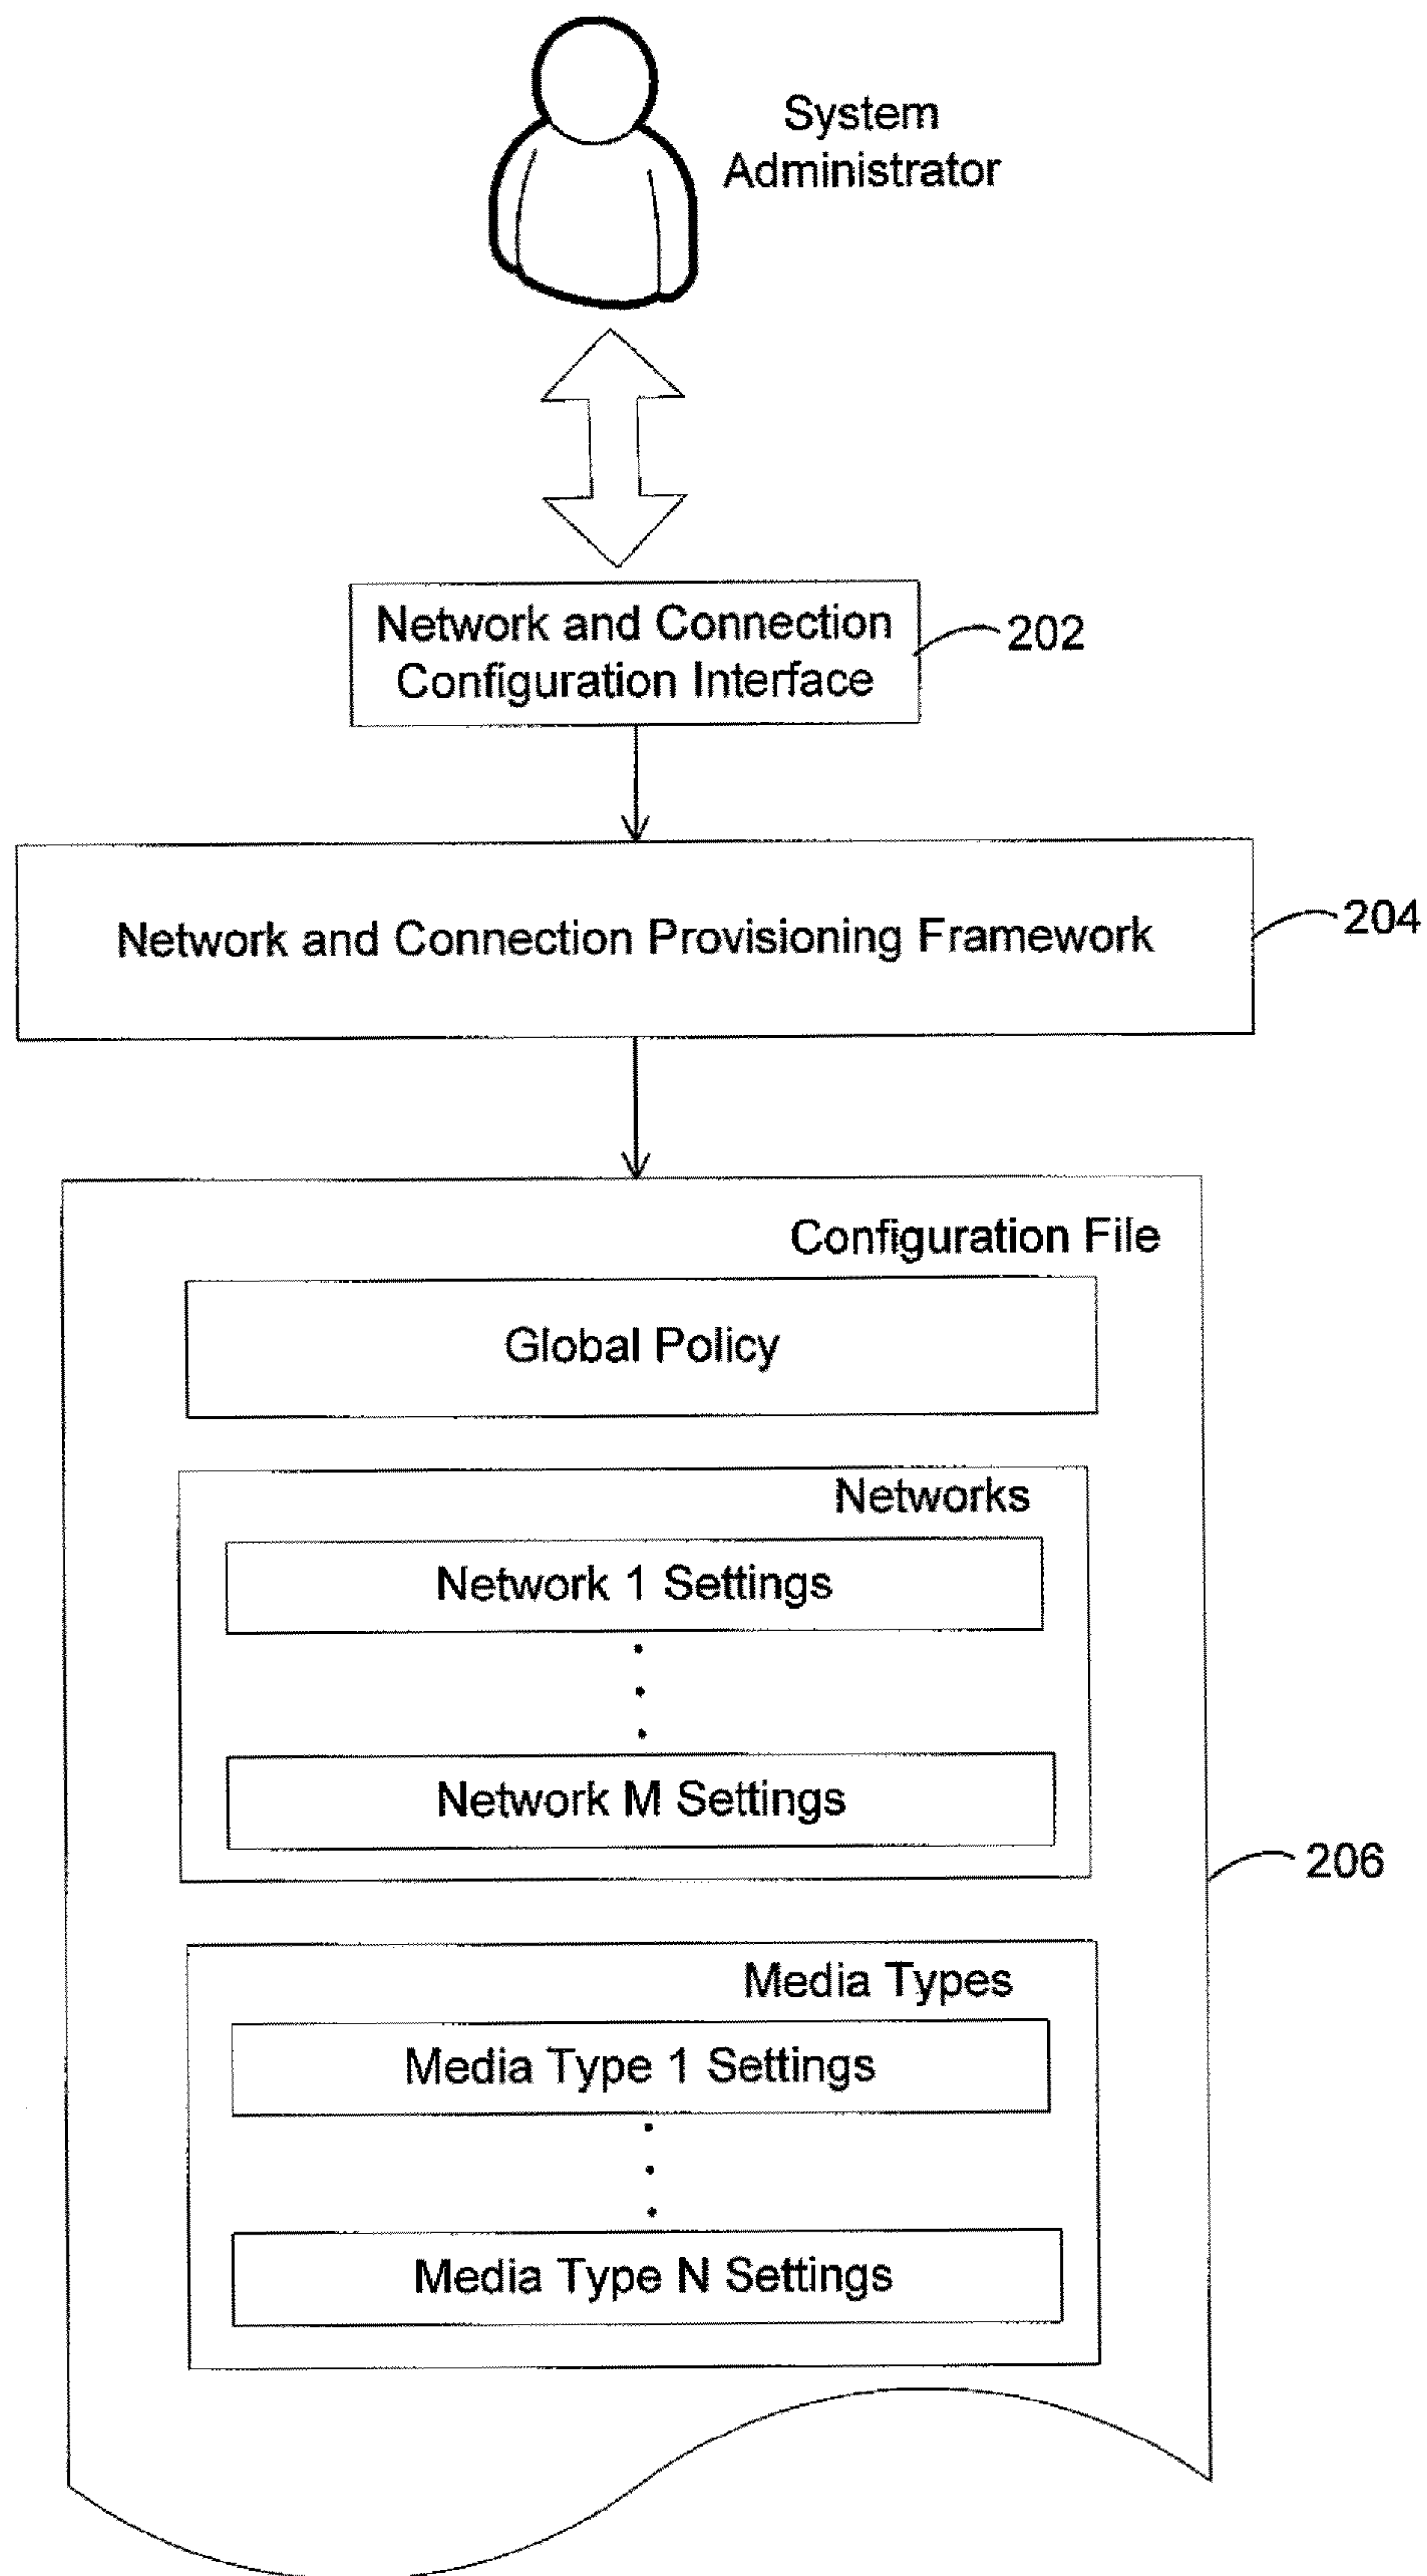 System
Administrator
Network and Connection
Configuration Interface
202
Network and Connection Provisioning Framework
204
Configuration File
Global Policy
Networks
Network 1 Settings
Network M Settings
206
Media Types
Media Type 1 Settings
Media Type N Settings